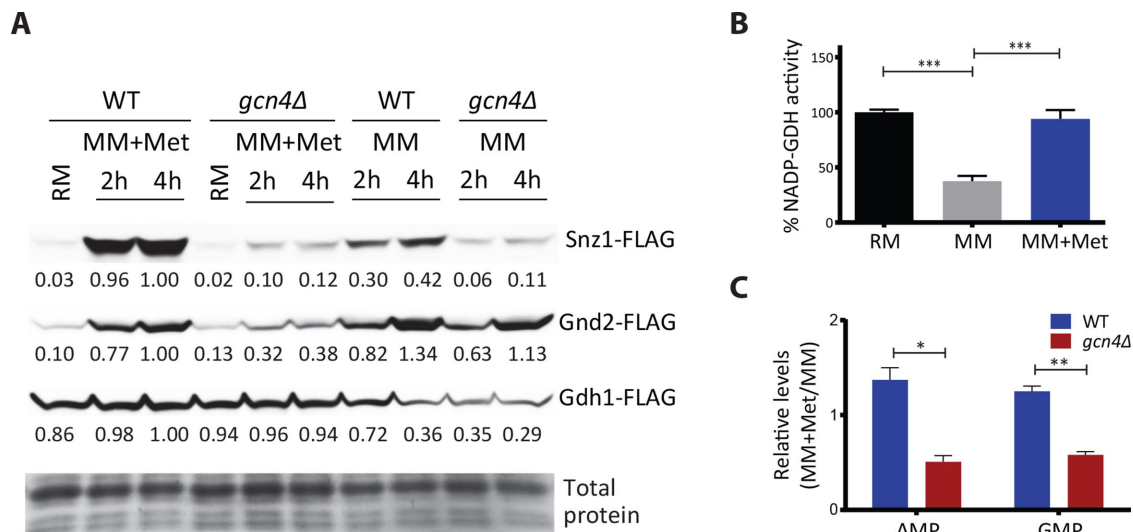 A
WT gcn4Δ WT gcn4Δ
RM MM+Met RM MM+Met MM MM
2h 4h 2h 4h 2h 4h 2h 4h
Snz1-FLAG
0.03 0.96 1.00 0.02 0.10 0.12 0.30 0.42 0.06 0.11
Gnd2-FLAG
0.10 0.77 1.00 0.13 0.32 0.38 0.82 1.34 0.63 1.13
Gdh1-FLAG
0.86 0.98 1.00 0.94 0.96 0.94 0.72 0.36 0.35 0.29
Total
protein
B
% NADP-GDH activity
150
100
50
0
*** ***
RM MM MM+Met
C
Relative levels
(MM+Met/MM)
2
1
0
WT
gcn4Δ
* **
AMP GMP